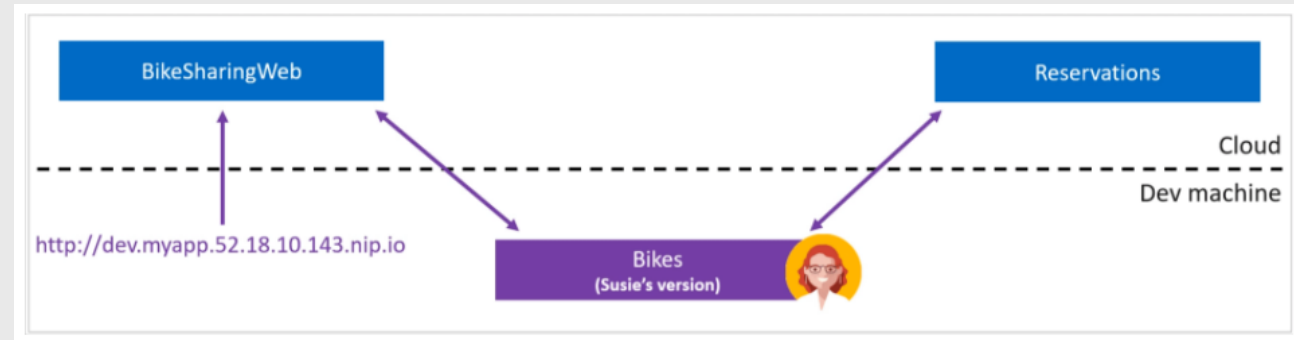 BikeSharingWeb
Reservations
Cloud
Dev machine
http://dev.myapp.52.18.10.143.nip.io
Bikes
(Susie's version)